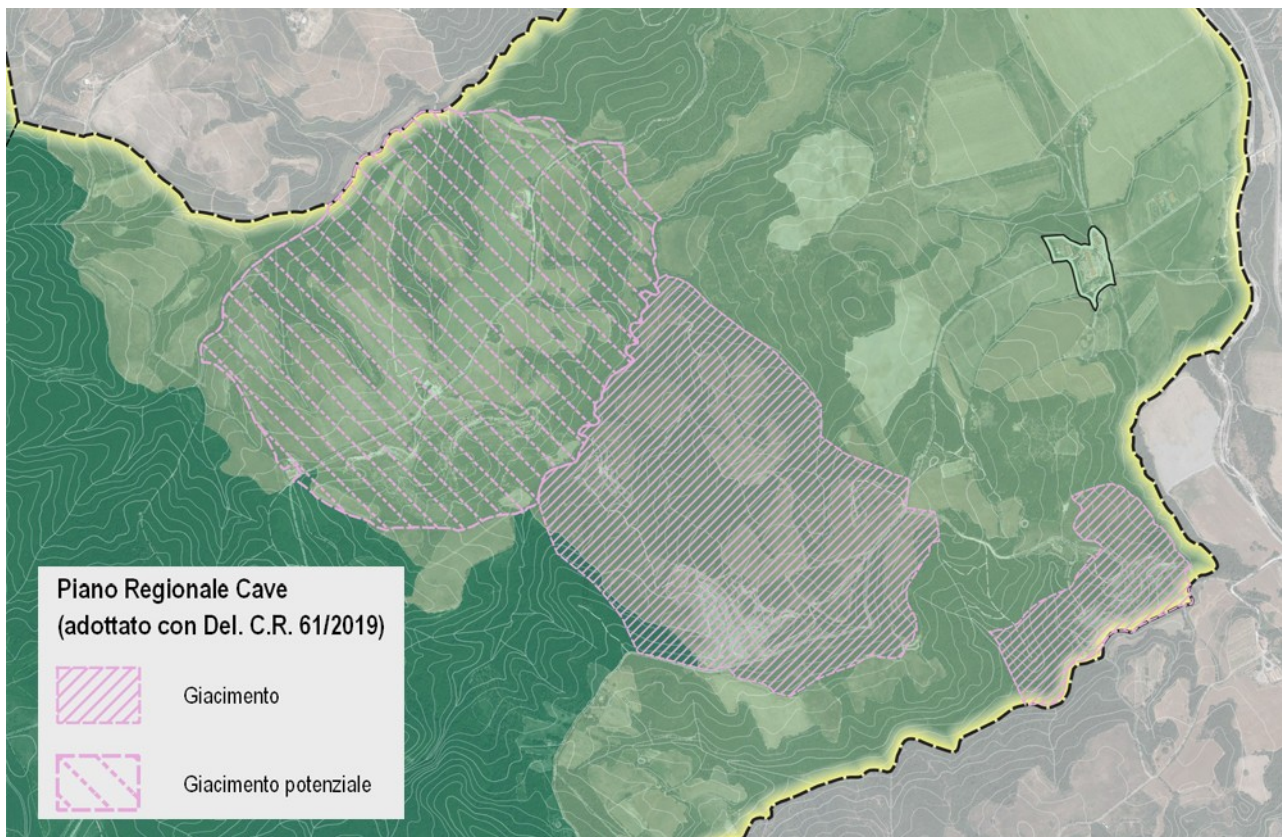 Piano Regionale Cave
(adottato con Del. C.R. 61/2019)
Giacimento
Giacimento potenziale